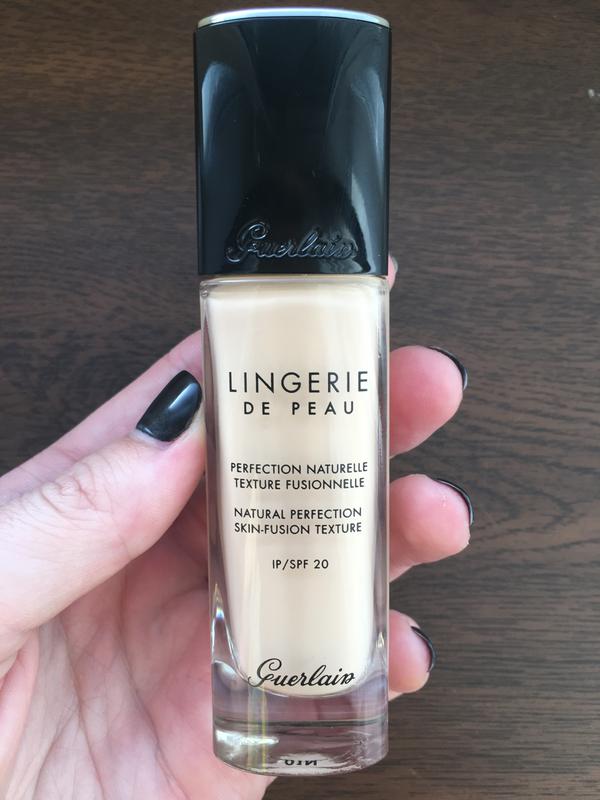 Guerlain
LINGERIE
DE PEAU
PERFECTION NATURELLE
TEXTURE FUSIONNELLE
NATURAL PERFECTION
SKIN-FUSION TEXTURE
IP/SPF 20
Guerlain